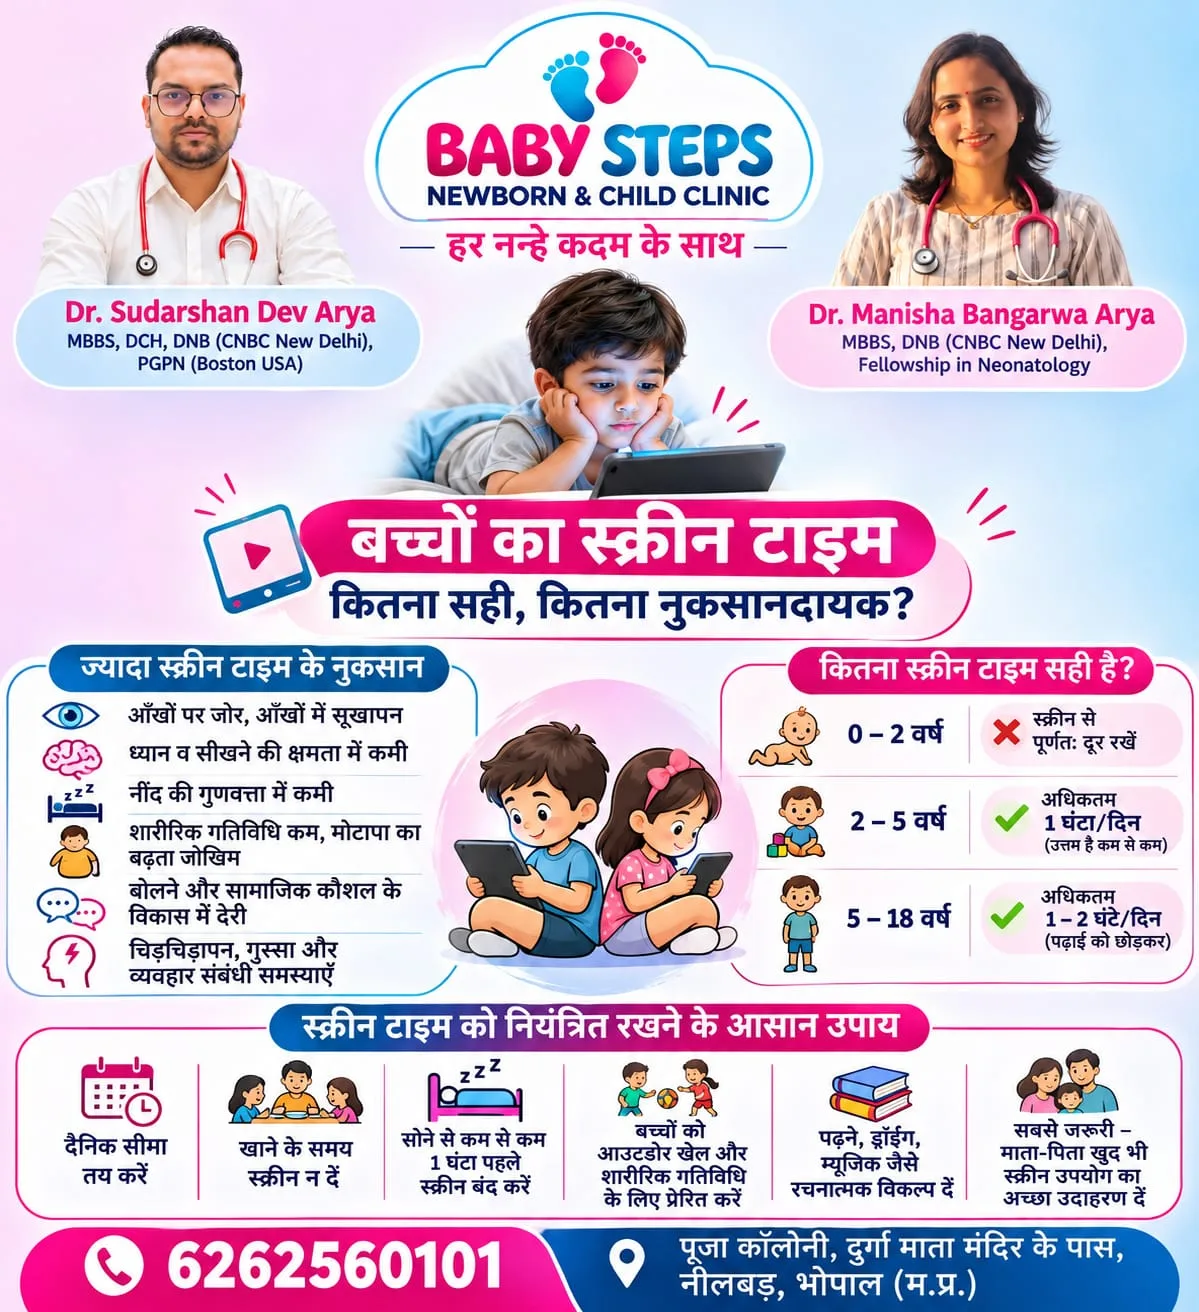 BABY STEPS
NEWBORN & CHILD CLINIC
हर नन्हे कदम के साथ
Dr. Sudarshan Dev Arya
MBBS, DCH, DNB (CNBC New Delhi),
PGPN (Boston USA)
Dr. Manisha Bangarwa Arya
MBBS, DNB (CNBC New Delhi),
Fellowship in Neonatology
बच्चों का स्क्रीन टाइम
कितना सही, कितना नुकसानदायक?
ज्यादा स्क्रीन टाइम के नुकसान
आँखों पर जोर, आँखों में सूखापन
ध्यान व सीखने की क्षमता में कमी
zzZ
नींद की गुणवत्ता में कमी
शारीरिक गतिविधि कम, मोटापा का
बढ़ता जोखिम
बोलने और सामाजिक कौशल के
विकास में देरी
चिड़चिड़ापन, गुस्सा और
व्यवहार संबंधी समस्याएँ
कितना स्क्रीन टाइम सही है?
0 – 2 वर्ष
स्क्रीन से
पूर्णत: दूर रखें
2 – 5 वर्ष
अधिकतम
1 घंटा/दिन
(उत्तम है कम से कम)
5 – 18 वर्ष
अधिकतम
1 – 2 घंटे/दिन
(पढ़ाई को छोड़कर)
स्क्रीन टाइम को नियंत्रित रखने के आसान उपाय
दैनिक सीमा
तय करें
खाने के समय
स्क्रीन न दें
zzZ
सोने से कम से कम
1 घंटा पहले
स्क्रीन बंद करें
बच्चों को
आउटडोर खेल और
शारीरिक गतिविधि
के लिए प्रेरित करें
पढ़ने, ड्रॉईग,
म्यूजिक जैसे
रचनात्मक विकल्प दें
सबसे जरूरी –
माता-पिता खुद भी
स्क्रीन उपयोग का
अच्छा उदाहरण दें
6262560101
पूजा कॉलोनी, दुर्गा माता मंदिर के पास,
नीलबड़, भोपाल (म.प्र.)